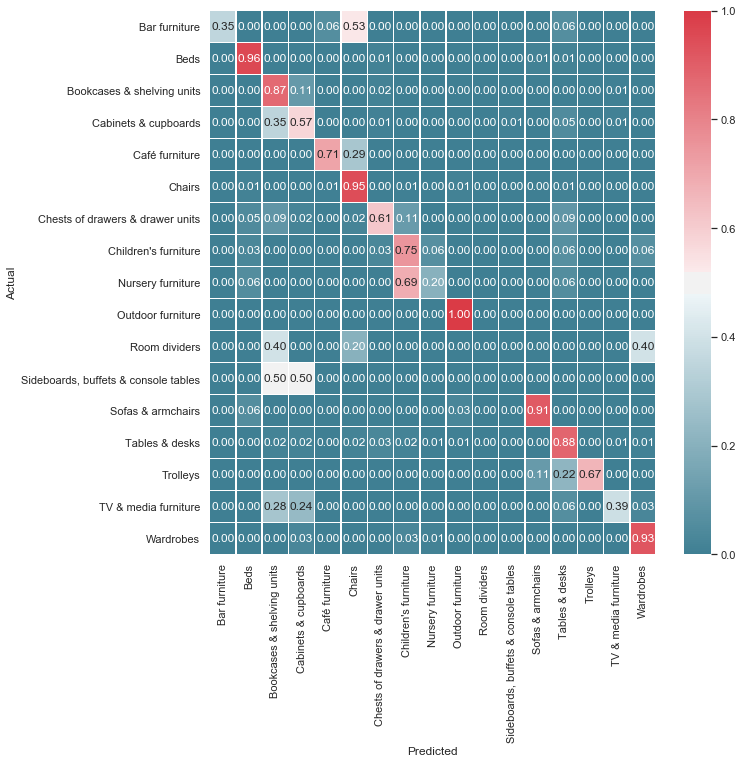 Bar furniture 0.35 0.00 0.00 0.00 0.06 0.53 0.00 0.00 0.00 0.00 0.00 0.00 0.00 0.06 0.00 0.00 0.00
Beds 0.00 0.96 0.00 0.00 0.00 0.00 0.01 0.00 0.00 0.00 0.00 0.00 0.01 0.01 0.00 0.00 0.00
Bookcases & shelving units 0.00 0.00 0.87 0.11 0.00 0.00 0.02 0.00 0.00 0.00 0.00 0.00 0.00 0.00 0.00 0.01 0.00
Cabinets & cupboards 0.00 0.00 0.35 0.57 0.00 0.00 0.01 0.00 0.00 0.00 0.00 0.01 0.00 0.05 0.00 0.01 0.00
Café furniture 0.00 0.00 0.00 0.00 0.71 0.29 0.00 0.00 0.00 0.00 0.00 0.00 0.00 0.00 0.00 0.00 0.00
Chairs 0.00 0.01 0.00 0.00 0.01 0.95 0.00 0.01 0.00 0.01 0.00 0.00 0.00 0.01 0.00 0.00 0.00
Chests of drawers & drawer units 0.00 0.05 0.09 0.02 0.00 0.02 0.61 0.11 0.00 0.00 0.00 0.00 0.00 0.09 0.00 0.00 0.00
Children's furniture 0.00 0.03 0.00 0.00 0.00 0.00 0.03 0.75 0.06 0.00 0.00 0.00 0.00 0.06 0.00 0.00 0.06
Nursery furniture 0.00 0.06 0.00 0.00 0.00 0.00 0.00 0.69 0.20 0.00 0.00 0.00 0.00 0.06 0.00 0.00 0.00
Outdoor furniture 0.00 0.00 0.00 0.00 0.00 0.00 0.00 0.00 0.00 1.00 0.00 0.00 0.00 0.00 0.00 0.00 0.00
Room dividers 0.00 0.00 0.40 0.00 0.00 0.20 0.00 0.00 0.00 0.00 0.00 0.00 0.00 0.00 0.00 0.00 0.40
Sideboards, buffets & console tables 0.00 0.00 0.50 0.50 0.00 0.00 0.00 0.00 0.00 0.00 0.00 0.00 0.00 0.00 0.00 0.00 0.00
Sofas & armchairs 0.00 0.06 0.00 0.00 0.00 0.00 0.00 0.00 0.00 0.03 0.00 0.00 0.91 0.00 0.00 0.00 0.00
Tables & desks 0.00 0.00 0.02 0.02 0.00 0.02 0.03 0.02 0.01 0.01 0.00 0.00 0.00 0.88 0.00 0.01 0.01
Trolleys 0.00 0.00 0.00 0.00 0.00 0.00 0.00 0.00 0.00 0.00 0.00 0.00 0.11 0.22 0.67 0.00 0.00
TV & media furniture 0.00 0.00 0.28 0.24 0.00 0.00 0.00 0.00 0.00 0.00 0.00 0.00 0.00 0.06 0.00 0.39 0.03
Wardrobes 0.00 0.00 0.00 0.03 0.00 0.00 0.00 0.03 0.01 0.00 0.00 0.00 0.00 0.00 0.00 0.00 0.93
Actual
Bar furniture
Beds
Bookcases & shelving units
Cabinets & cupboards
Café furniture
Chairs
Chests of drawers & drawer units
Children's furniture
Nursery furniture
Outdoor furniture
Room dividers
Sideboards, buffets & console tables
Sofas & armchairs
Tables & desks
Trolleys
TV & media furniture
Wardrobes
Predicted
1.0
0.8
0.6
0.4
0.2
0.0